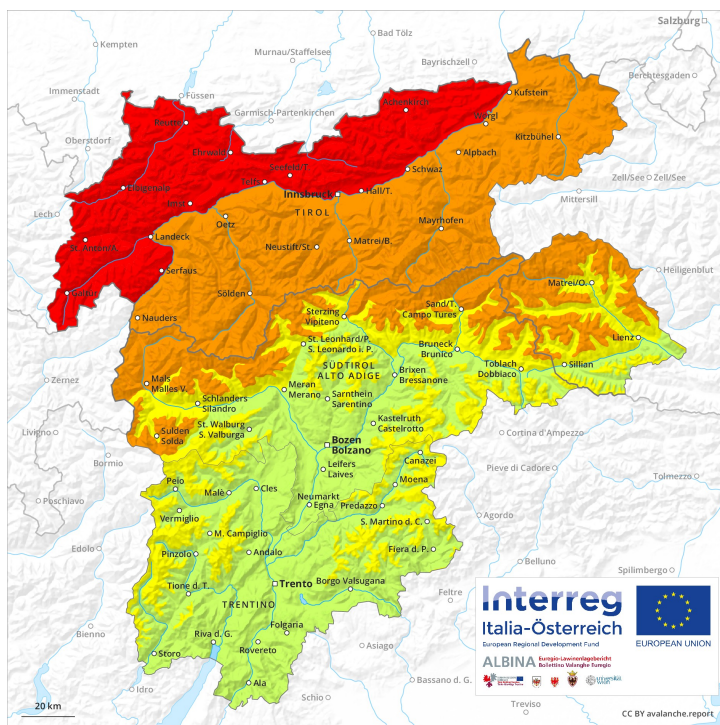 Salzburg
Kempten
Bad Tölz
Murnau/Staffelsee
Bayrischzell
Berchtesgaden
Immenstadt
Füssen
Garmisch-Partenkirchen
Achenkirch
Kufstein
Oberstdorf
Reutte
Wörgl
Kitzbühel
Ehrwald
Seefeld/T.
Alpbach
Telfs
Schwaz
Zell/See
Zell/See
Elbigenalp
Innsbruck
Hall/T.
Mittersill
Lech
Imst
TIROL
Oetz
Mayrhofen
St. Anton/A.
Landeck
Neustift/St.
Matrei/B.
Serfaus
Heiligenblut
Galtür
Sölden
Matrei/O.
Nauders
Sterzing
Vipiteno
Sand/T.
Campo Tures
Lienz
St. Leonhard/P.
S. Leonardo i. P.
Bruneck
Brunico
Zernez
SÜDTIROL
ALTO ADIGE
Brixen
Bressanone
Toblach
Dobbiaco
Sillian
Mals
Malles V.
Meran
Merano
Schlanders
Silandro
Sarnthein
Sarentino
Livigno
St. Walburg
S. Valburga
Kastelruth
Castelrotto
Cortina d'Ampezzo
Sulden
Solda
Bozen
Bolzano
Bormio
Canazei
Pieve di Cadore
Leifers
Laives
Tolmezzo
Peio
Moena
Poschiavo
Malè
Cles
Neumarkt
Egna
Predazzo
Vermiglio
Agordo
S. Martino d. C.
M. Campiglio
Edolo
Pinzolo
Andalo
Fiera d. P.
Belluno
Spilimbergo
Tione d. T.
Trento
Borgo Valsugana
Feltre
TRENTINO
Bienno
Folgaria
Riva d. G.
Rovereto
Asiago
Storo
Idro
Ala
Schio
Bassano d. G.
Treviso
20 km
Interreg
Italia-Österreich
European Regional Development Fund
EUROPEAN UNION
ALBINA
Euregio-Lawinenlagebericht
Bollettino Valanghe Euregio
CC BY avalanche.report